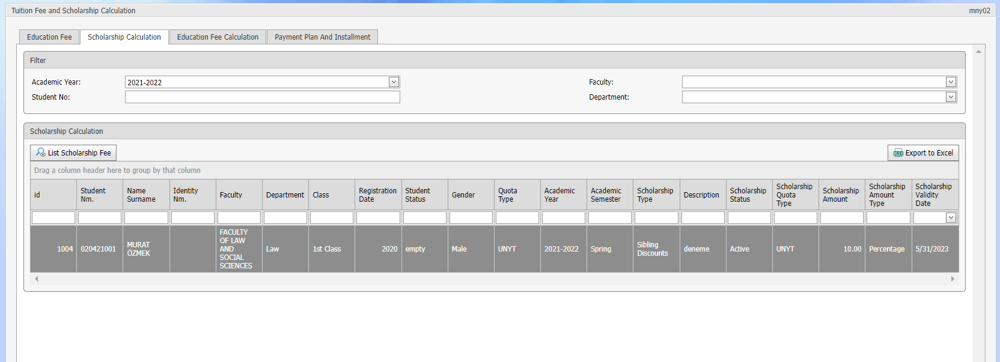 Tuition Fee and Scholarship Calculation mny02
Education Fee Scholarship Calculation Education Fee Calculation Payment Plan And Installment
Filter
Academic Year: 2021-2022 Faculty:
Student No: Department:
Scholarship Calculation
List Scholarship Fee Export to Excel
Drag a column header here to group by that column
id
Student
Nm.
Name
Surname
Identity
Nm.
Faculty
Department
Class
Registration
Date
Student
Status
Gender
Quota
Type
Academic
Year
Academic
Semester
Scholarship
Type
Description
Scholarship
Status
Scholarship
Quota
Type
Scholarship
Amount
Scholarship
Amount
Type
Scholarship
Validity
Date
1004
020421001
MURAT
ÖZMEK
FACULTY
OF LAW
AND
SOCIAL
SCIENCES
Law
1st Class
2020
empty
Male
UNYT
2021-2022
Spring
Sibling
Discounts
deneme
Active
UNYT
10.00
Percentage
5/31/2023